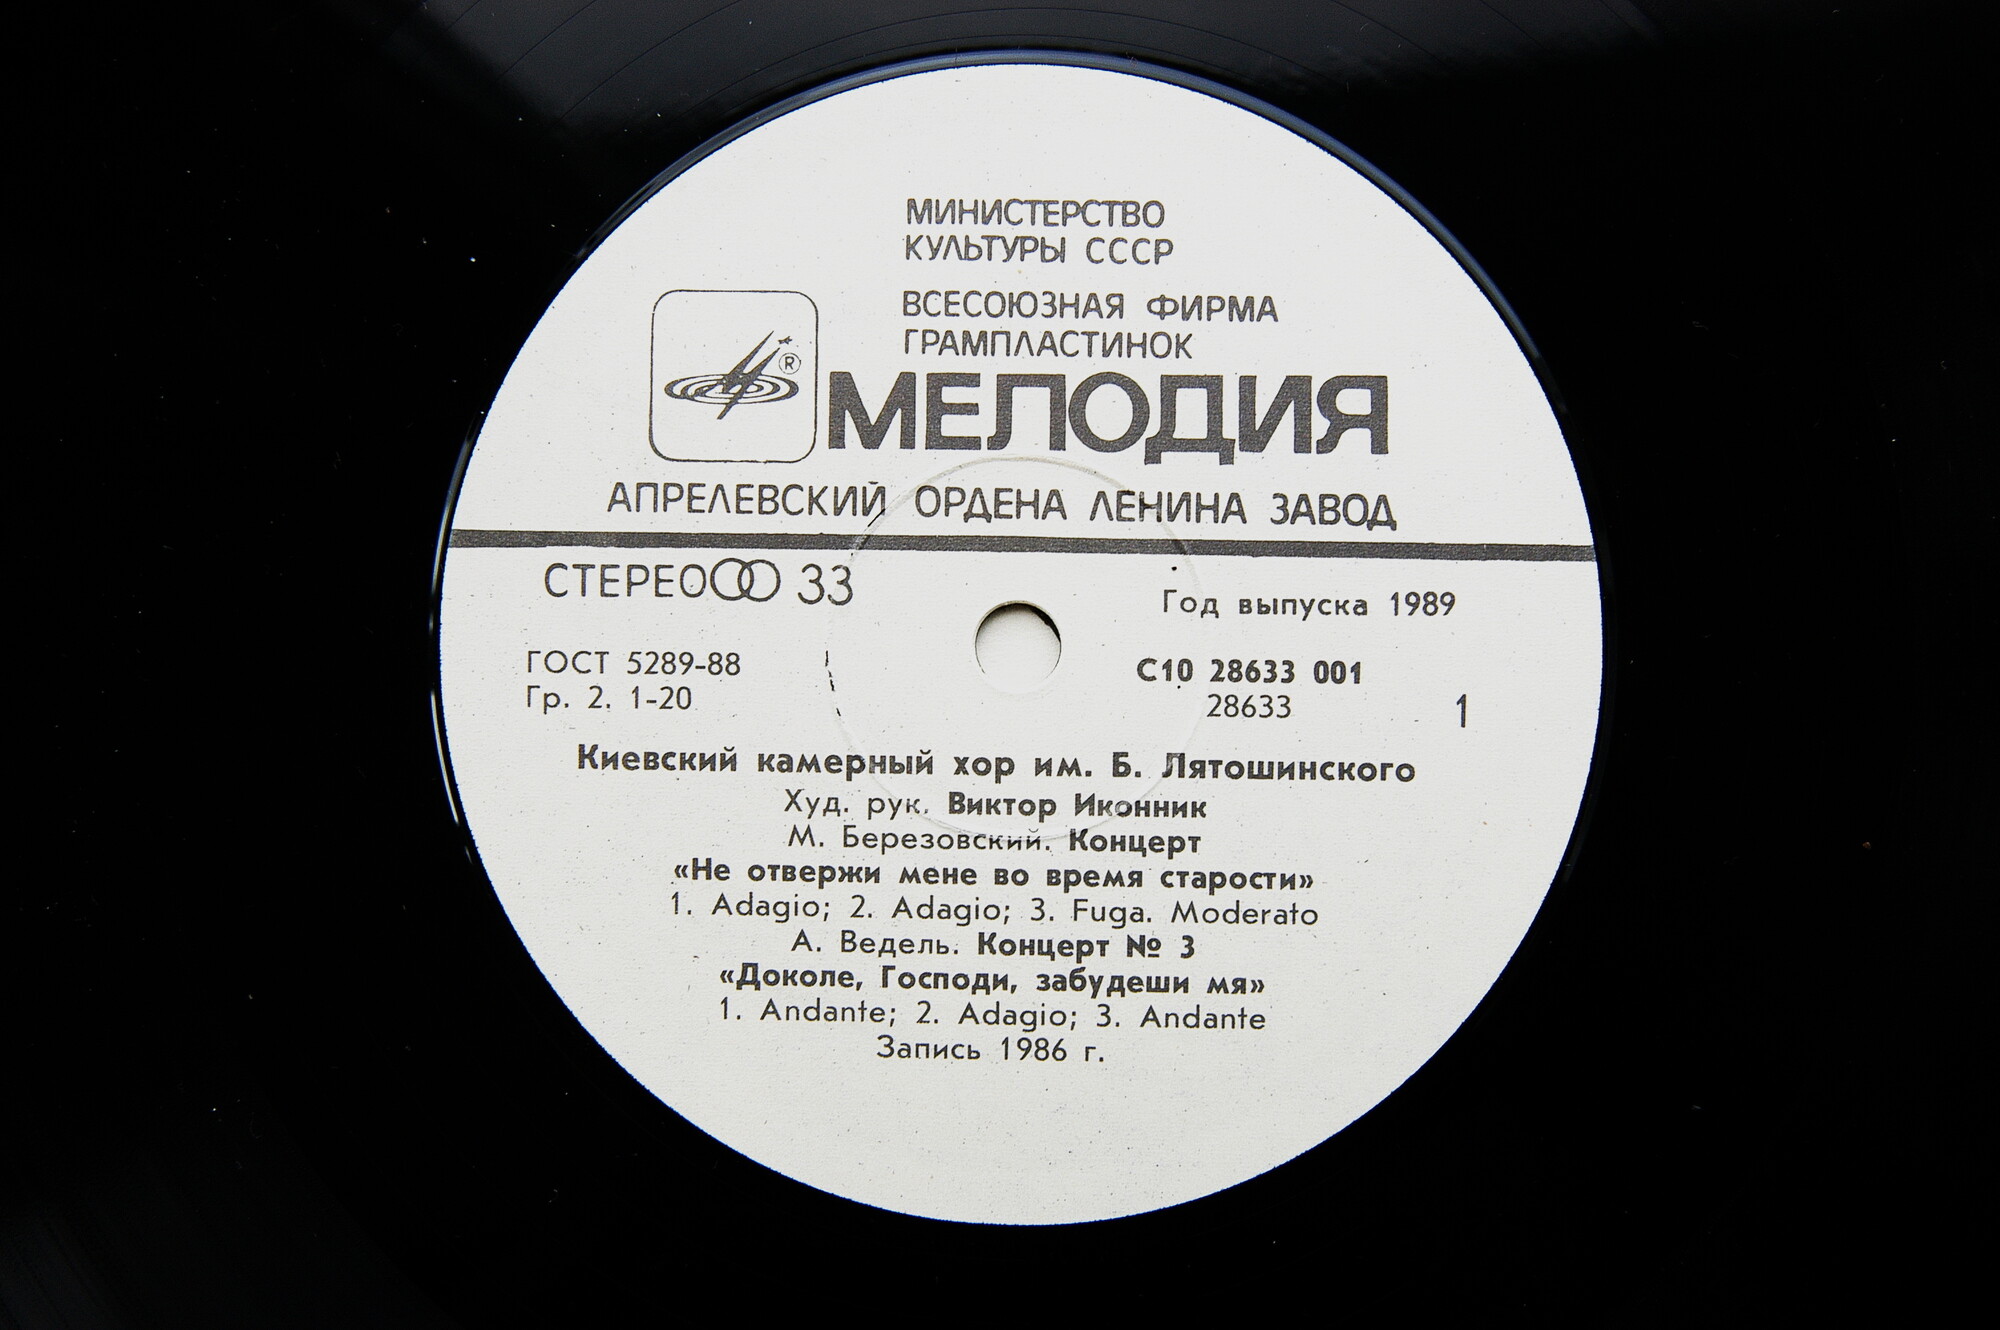 МИНИСТЕРСТВО
КУЛЬТУРЫ СССР
ВСЕСОЮЗНАЯ ФИРМА
ГРАМПЛАСТИНОК
®
МЕЛОДИЯ
АПРЕЛЕВСКИЙ ОРДЕНА ЛЕНИНА ЗАВОД
СТЕРЕО 33
Год выпуска 1989
ГОСТ 5289-88
Гр. 2. 1-20
С10 28633 001
28633
1
Киевский камерный хор им. Б. Лятошинского
Худ. рук. Виктор Иконник
М. Березовский. Концерт
«Не отвержи мене во время старости»
1. Adagio; 2. Adagio; 3. Fuga. Moderato
А. Ведель. Концерт № 3
«Доколе, Господи, забудеши мя»
1. Andante; 2. Adagio; 3. Andante
Запись 1986 г.